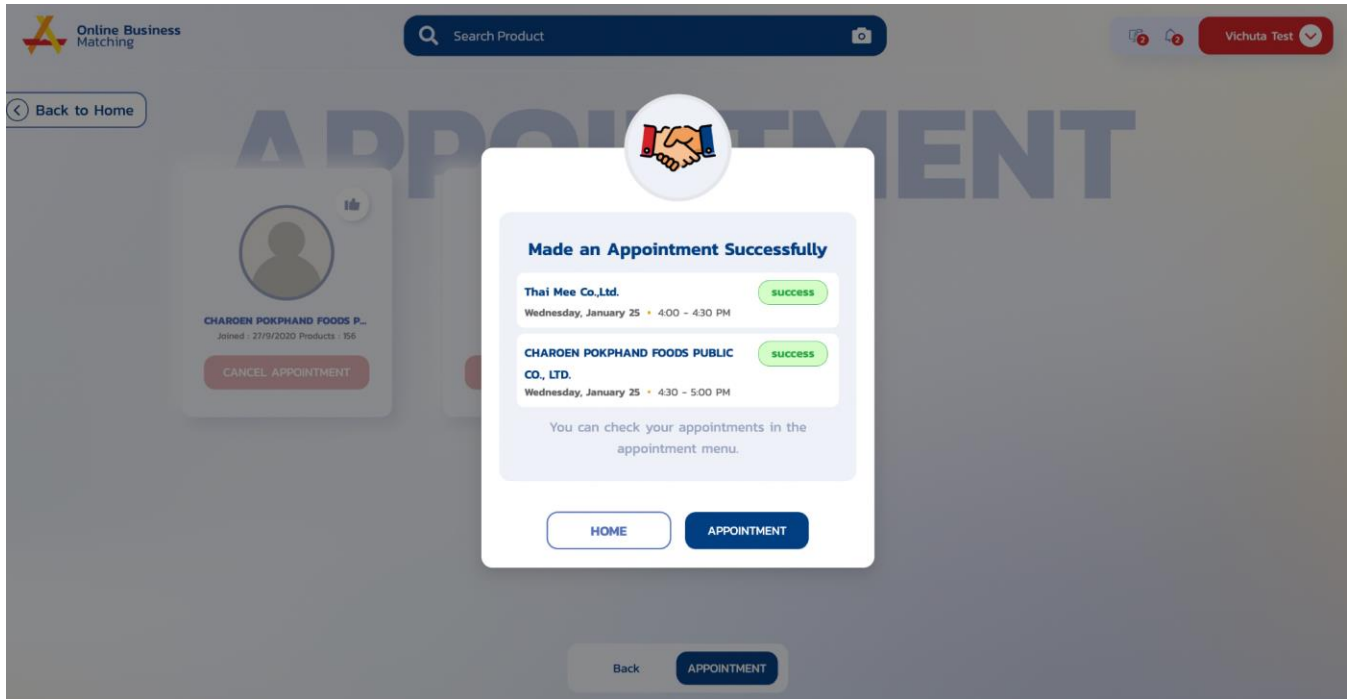 Online Business
Matching
Search Product
2
2
Vichuta Test
Back to Home
APPOINTMENT
CHAROEN POKPHAND FOODS P...
Joined : 27/9/2020 Products : 156
CANCEL APPOINTMENT
Made an Appointment Successfully
Thai Mee Co.,Ltd.
success
Wednesday, January 25 • 4:00 - 4:30 PM
CHAROEN POKPHAND FOODS PUBLIC
CO., LTD.
success
Wednesday, January 25 • 4:30 - 5:00 PM
You can check your appointments in the
appointment menu.
HOME
APPOINTMENT
Back
APPOINTMENT